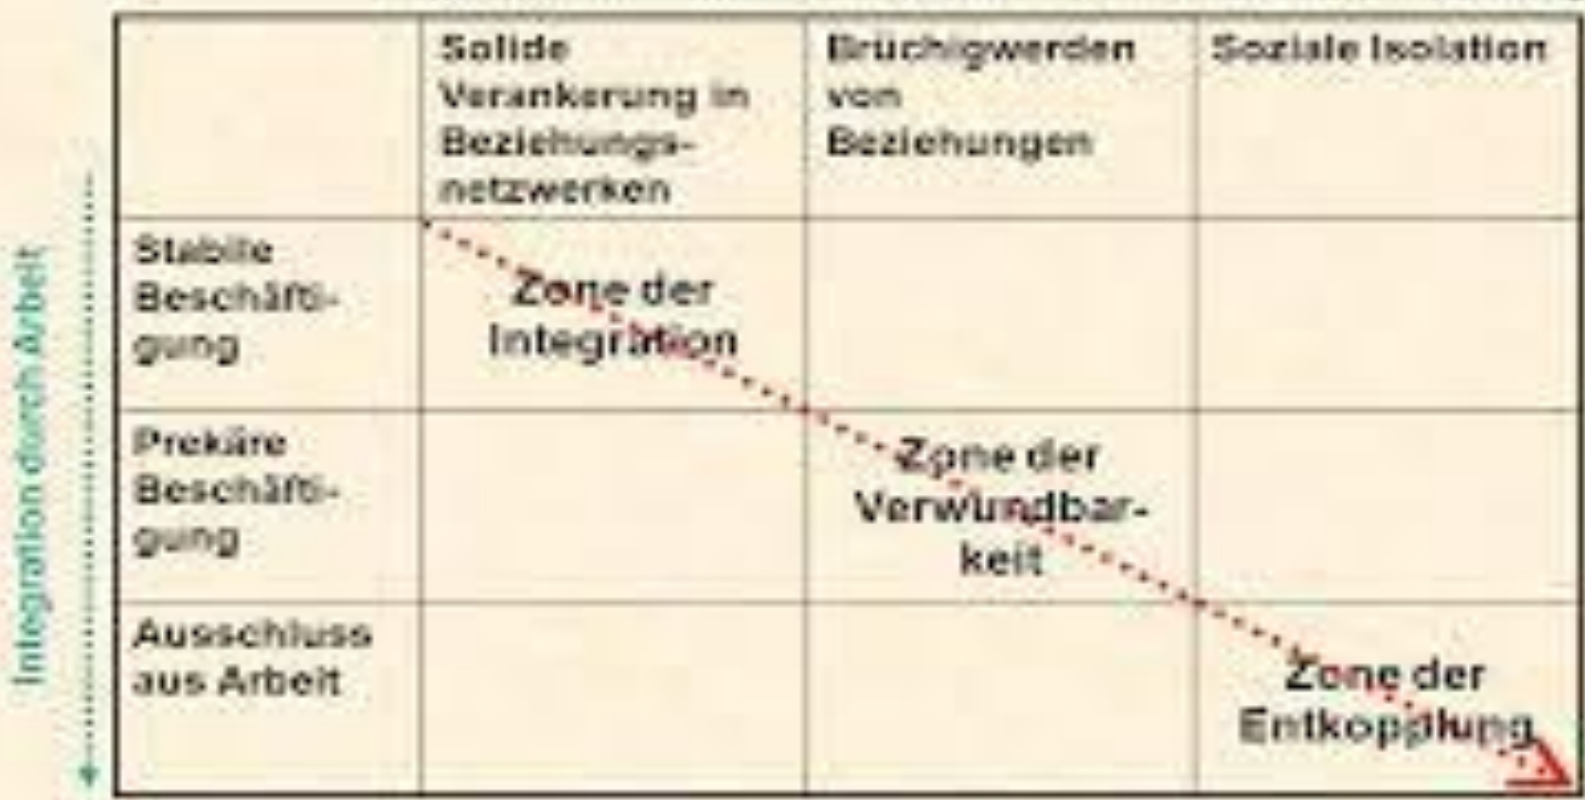 Solide
Verankerung in
Beziehungs-
netzwerken
Brüchigwerden
von
Beziehungen
Soziale Isolation
Integration durch Arbeit
Stabile
Beschäfti-
gung
Zone der
Integration
Prekäre
Beschäfti-
gung
Zone der
Verwundbar-
keit
Ausschluss
aus Arbeit
Zone der
Entkopplung